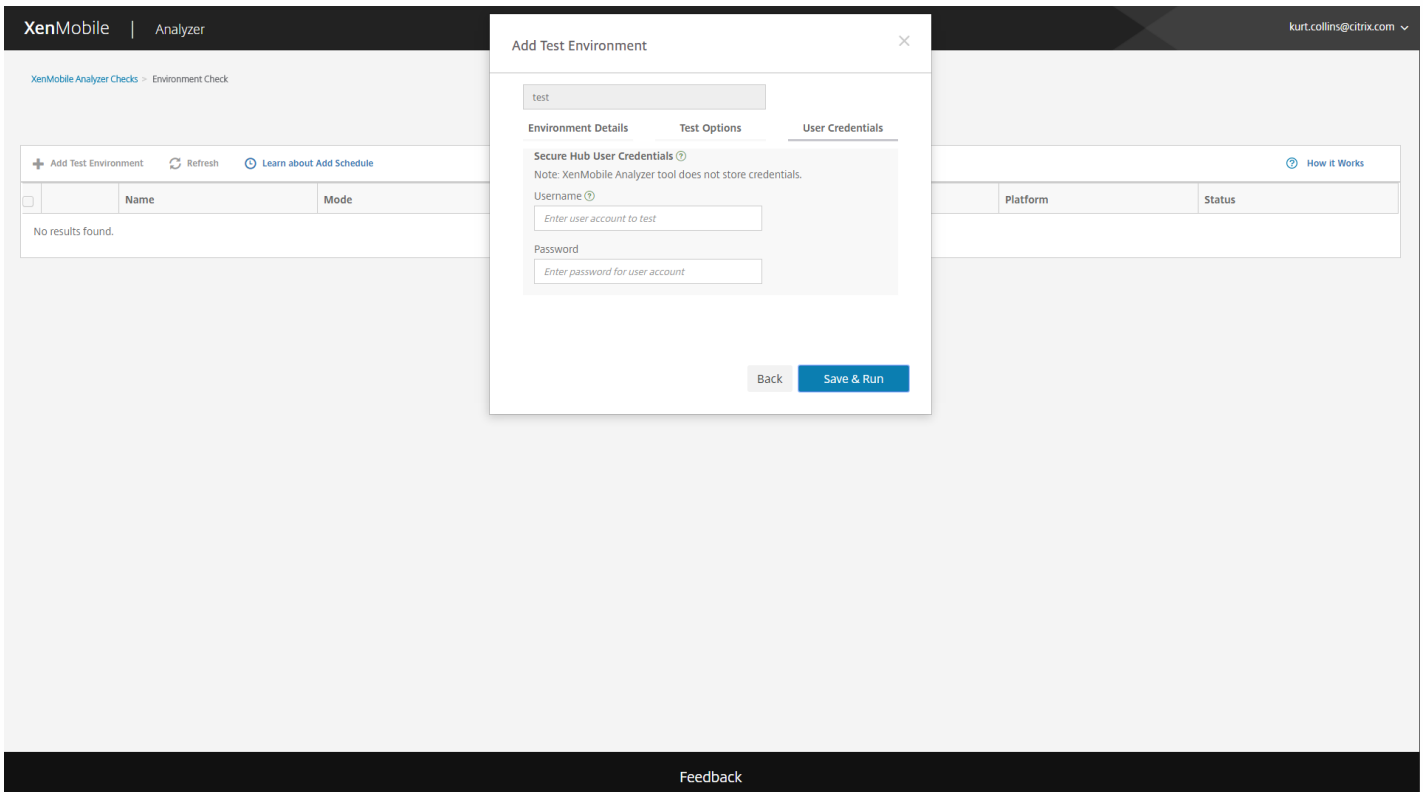 XenMobile | Analyzer
kurt.collins@citrix.com
XenMobile Analyzer Checks > Environment Check
Add Test Environment
Refresh
Learn about Add Schedule
How it Works
Name
Mode
Platform
Status
No results found.
Add Test Environment
test
Environment Details
Test Options
User Credentials
Secure Hub User Credentials
Note: XenMobile Analyzer tool does not store credentials.
Username
Enter user account to test
Password
Enter password for user account
Back
Save & Run
Feedback